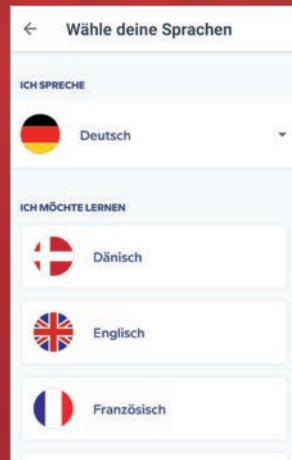 Wähle deine Sprachen
ICH SPRECHE
Deutsch
ICH MÖCHTE LERNEN
Dänisch
Englisch
Französisch